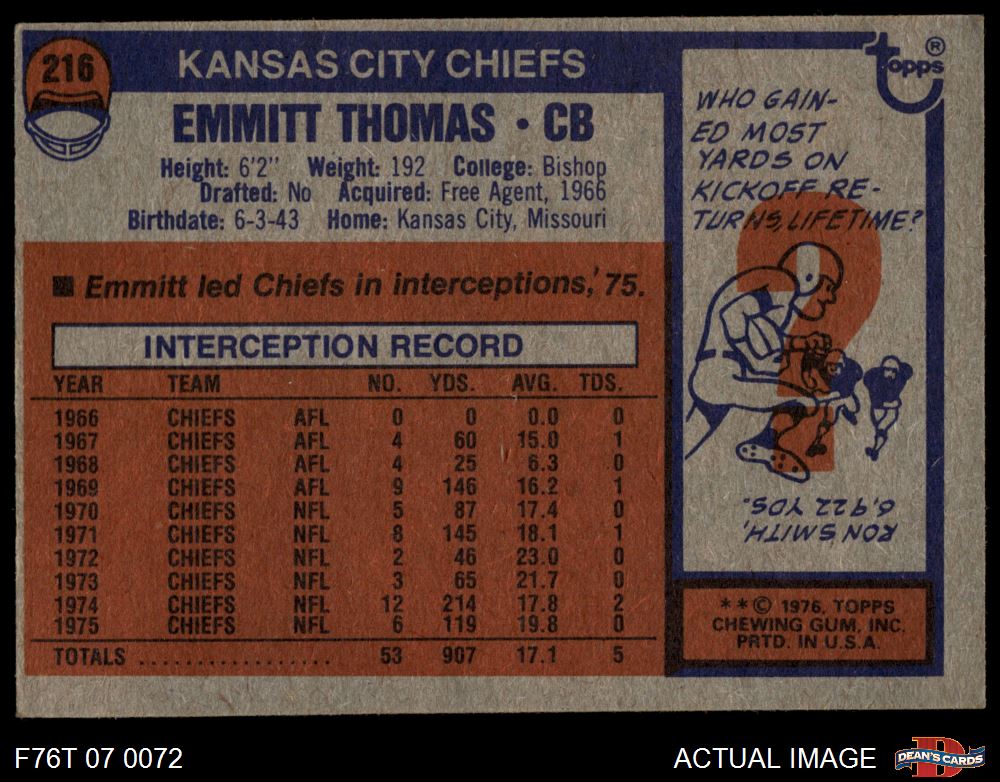 216
KANSAS CITY CHIEFS
EMMITT THOMAS • CB
Height: 6'2" Weight: 192 College: Bishop
Drafted: No Acquired: Free Agent, 1966
Birthdate: 6-3-43 Home: Kansas City, Missouri
■ Emmitt led Chiefs in interceptions,'75.
INTERCEPTION RECORD
YEAR TEAM NO. YDS. AVG. TDS.
1966 CHIEFS AFL 0 0 0.0 0
1967 CHIEFS AFL 4 60 15.0 1
1968 CHIEFS AFL 4 25 6.3 0
1969 CHIEFS AFL 9 146 16.2 1
1970 CHIEFS NFL 5 87 17.4 0
1971 CHIEFS NFL 8 145 18.1 1
1972 CHIEFS NFL 2 46 23.0 0
1973 CHIEFS NFL 3 65 21.7 0
1974 CHIEFS NFL 12 214 17.8 2
1975 CHIEFS NFL 6 119 19.8 0
TOTALS .................. 53 907 17.1 5
topps ®
WHO GAIN-
ED MOST
YARDS ON
KICKOFF RE-
TURNS, LIFETIME?
?
RON SMITH,
6,922 YDS.
**© 1976, TOPPS
CHEWING GUM, INC.
PRTD. IN U.S.A.
F76T 07 0072
ACTUAL IMAGE
D
DEAN'S CARDS